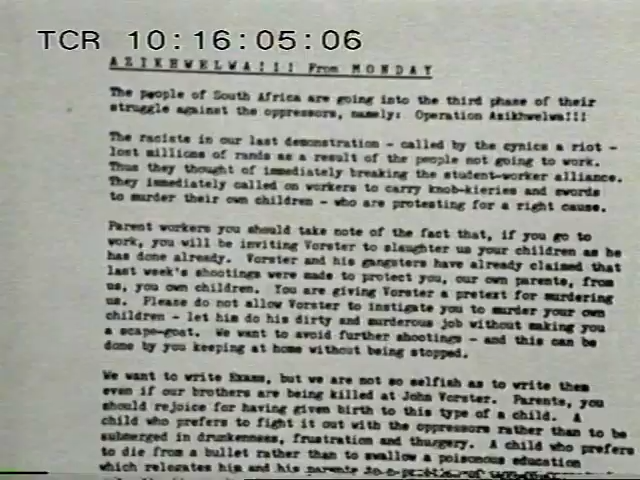 TCR 10:16:05:06
AZIKHWELWA!!! From MONDAY
The people of South Africa are going into the third phase of their
struggle against the oppressors, namely: Operation Azikhwelwa!!!
The racists in our last demonstration - called by the cynics a riot -
lost millions of rands as a result of the people not going to work.
Thus they thought of immediately breaking the student-worker alliance.
They immediately called on workers to carry knob-kieries and swords
to murder their own children - who are protesting for a right cause.
Parent workers you should take note of the fact that, if you go to
work, you will be inviting Vorster to slaughter us your children as he
has done already. Vorster and his gangsters have already claimed that
last week's shootings were made to protect you, our own parents, from
us, you own children. You are giving Vorster a pretext for murdering
us. Please do not allow Vorster to instigate you to murder your own
children - let him do his dirty and murderous job without making you
a scape-goat. We want to avoid further shootings - and this can be
done by you keeping at home without being stopped.
We want to write Exams, but we are not so selfish as to write them
even if our brothers are being killed at John Vorster. Parents, you
should rejoice for having given birth to this type of a child. A
child who prefers to fight it out with the oppressors rather than to be
submerged in drunkenness, frustration and thuggery. A child who prefers
to die from a bullet rather than to swallow a poisonous education
which relegates him and his parents to a position of